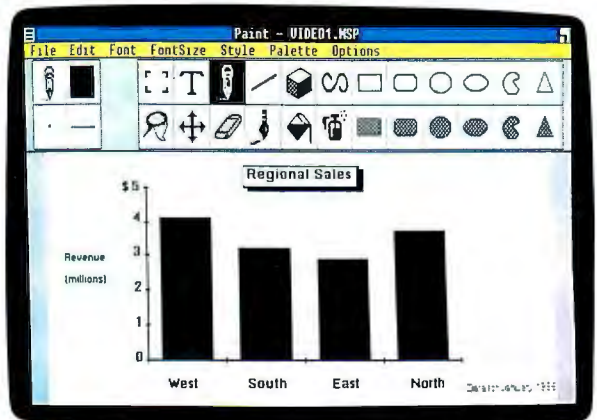 Paint - VIDEO1.MSP
File Edit Font FontSize Style Palette Options
T
Regional Sales
$5
4
3
Revenue
(millions)
2
1
0
West South East North